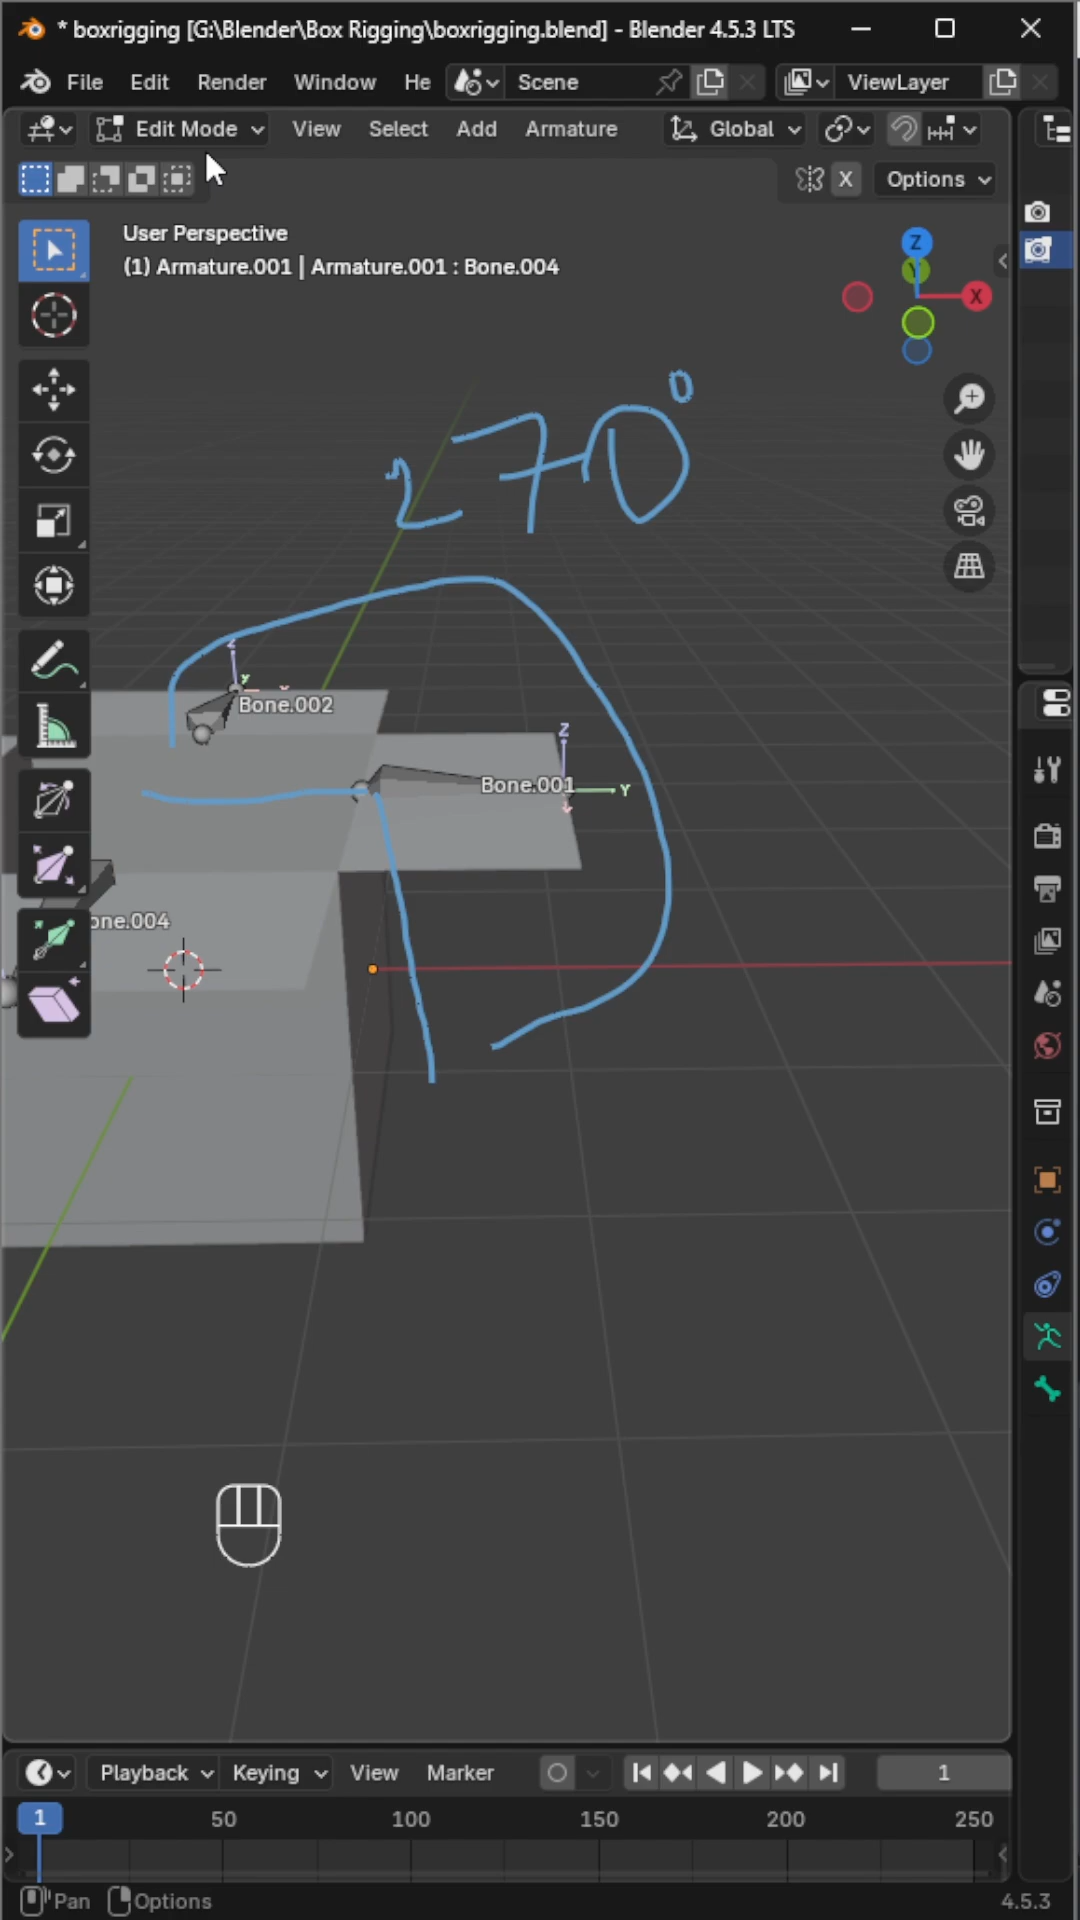 * boxrigging [G:\Blender\Box Rigging\boxrigging.blend] - Blender 4.5.3 LTS
File Edit Render Window He Scene ViewLayer
Edit Mode View Select Add Armature Global
X Options
User Perspective
(1) Armature.001 | Armature.001 : Bone.004
Z
Y
X
270°
Z
Y
X
Bone.002
Z
Bone.001
Y
one.004
Playback Keying View Marker 1
1 50 100 150 200 250
Pan Options 4.5.3